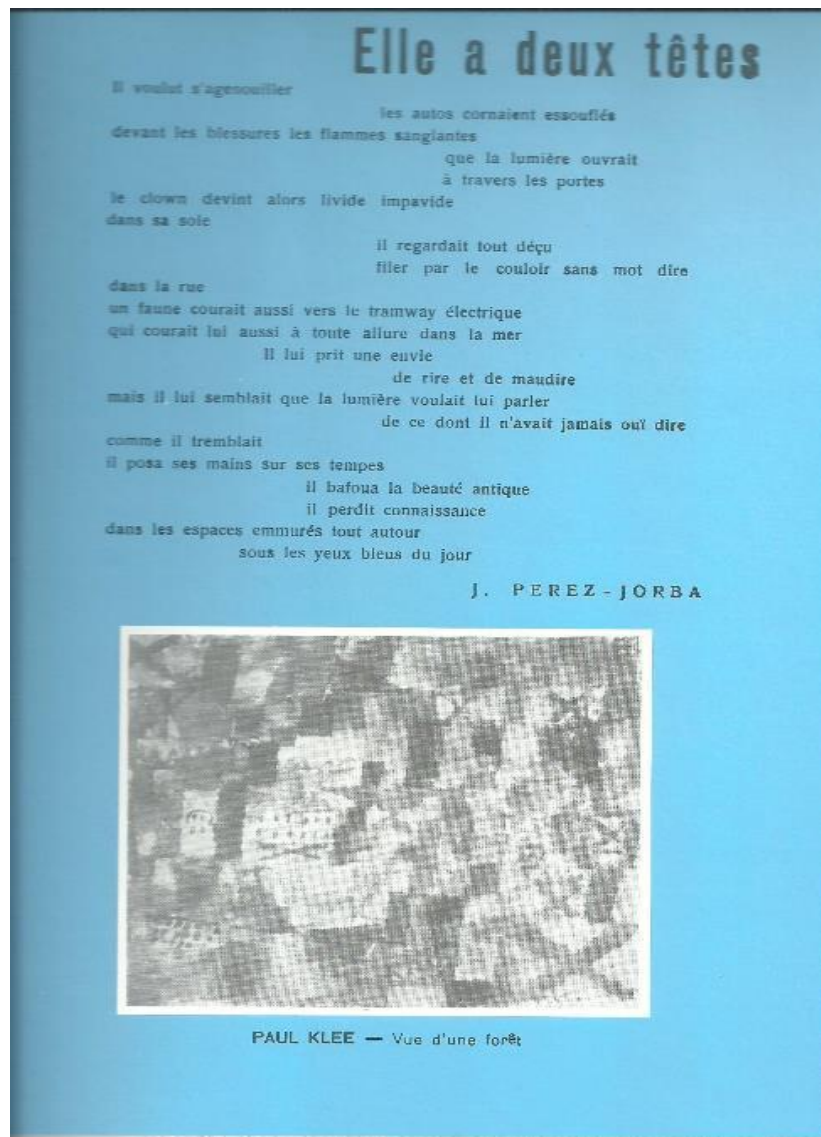 Elle a deux têtes
Il voulut s'agenouiller
les autos cornaient essouflés
devant les blessures les flammes sanglantes
que la lumière ouvrait
à travers les portes
le clown devint alors livide impavide
dans sa soie
il regardait tout déçu
filer par le couloir sans mot dire
dans la rue
un faune courait aussi vers le tramway électrique
qui courait lui aussi à toute allure dans la mer
Il lui prit une envie
de rire et de maudire
mais il lui semblait que la lumière voulait lui parler
de ce dont il n'avait jamais ouï dire
comme il tremblait
il posa ses mains sur ses tempes
il bafoua la beauté antique
il perdit connaissance
dans les espaces emmurés tout autour
sous les yeux bleus du jour
J. PEREZ-JORBA
PAUL KLEE — Vue d'une forêt